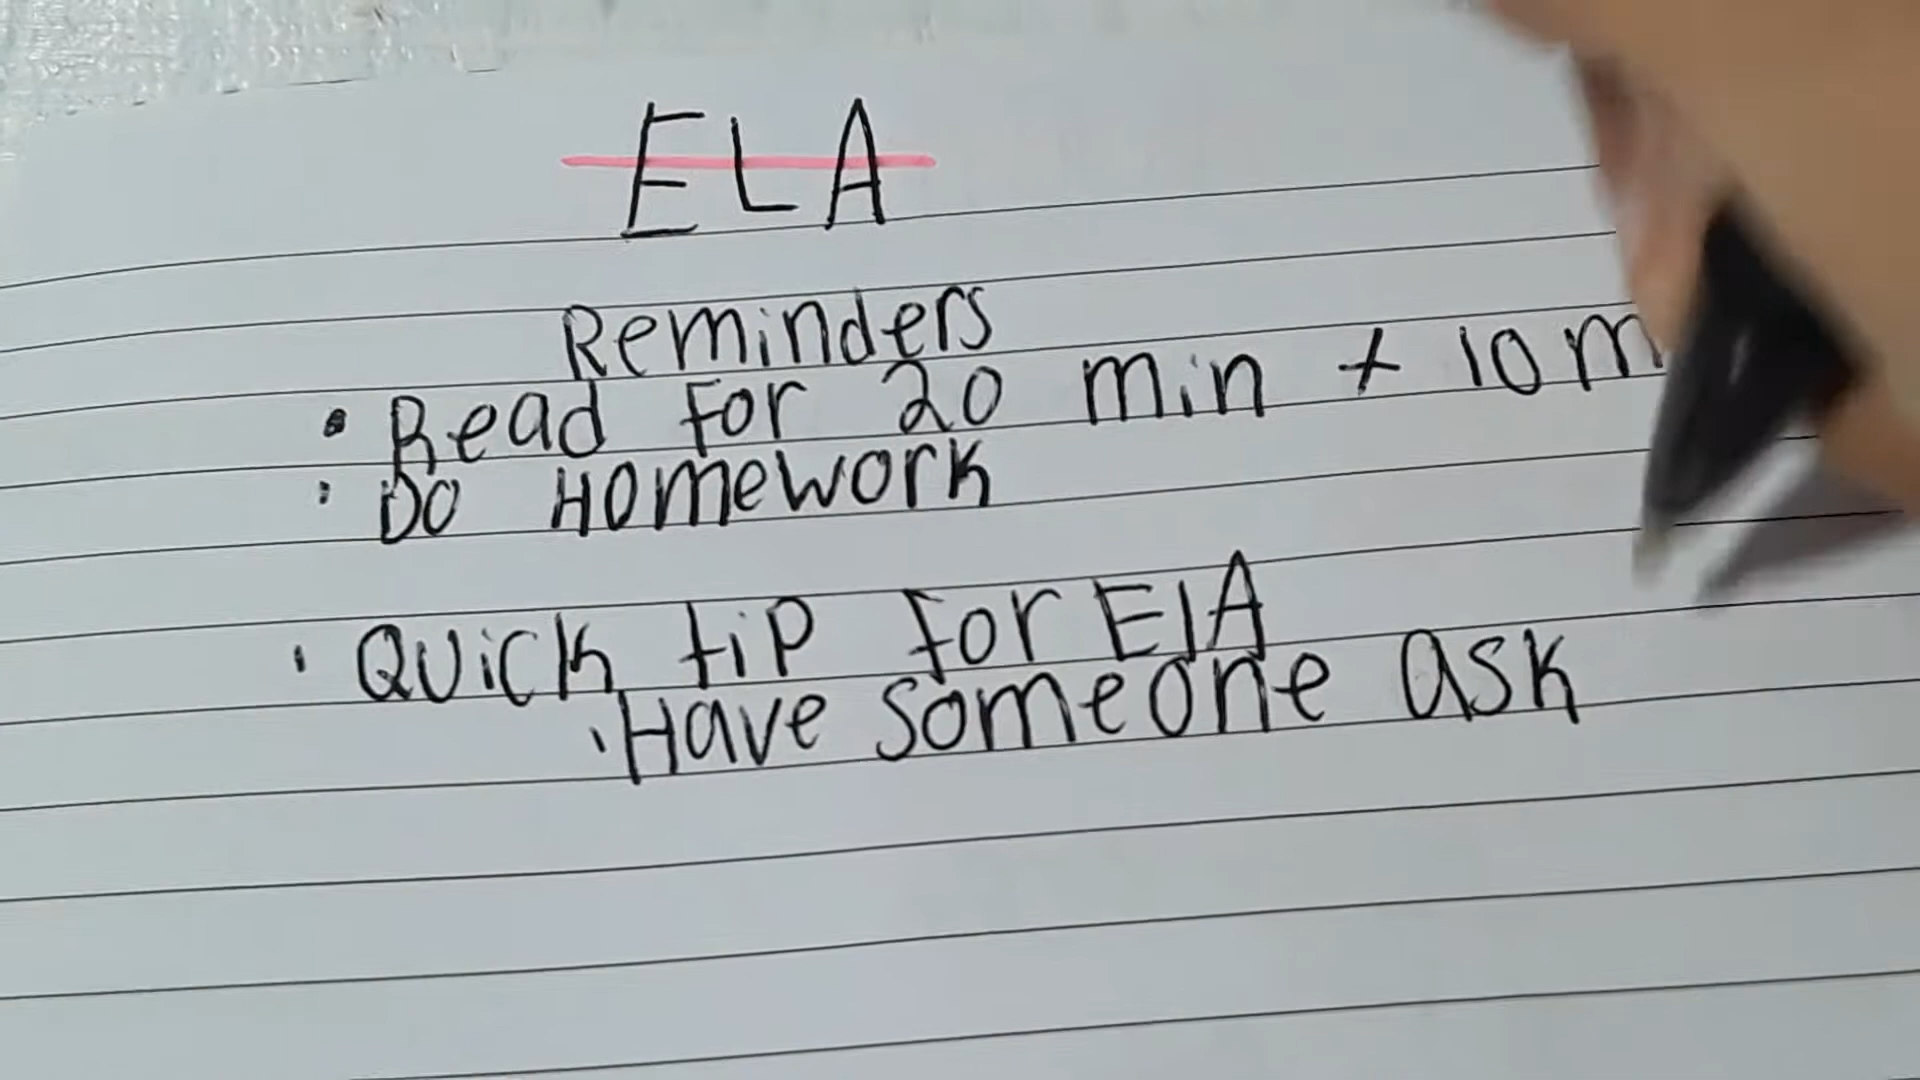 ELA
Reminders
• Read for 20 min + 10 m
• Do Homework
• Quick tip for ElA
• Have someone ask